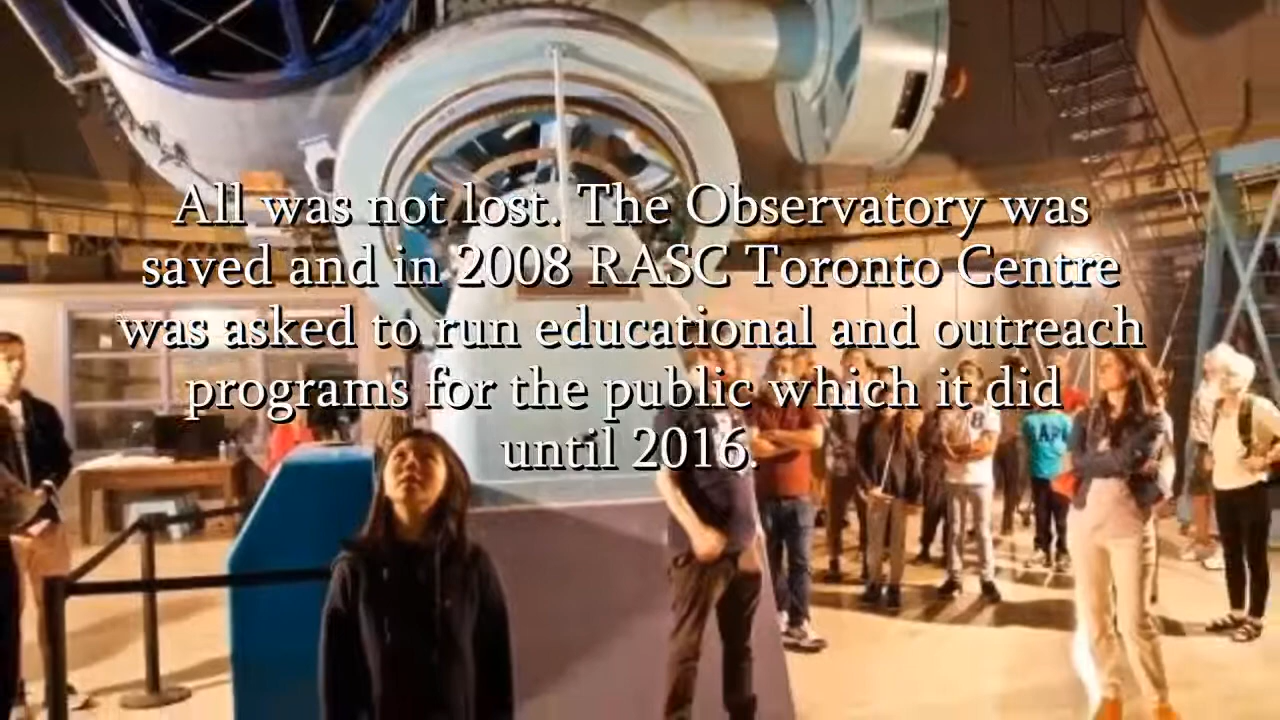 All was not lost. The Observatory was
saved and in 2008 RASC Toronto Centre
was asked to run educational and outreach
programs for the public which it did
until 2016.